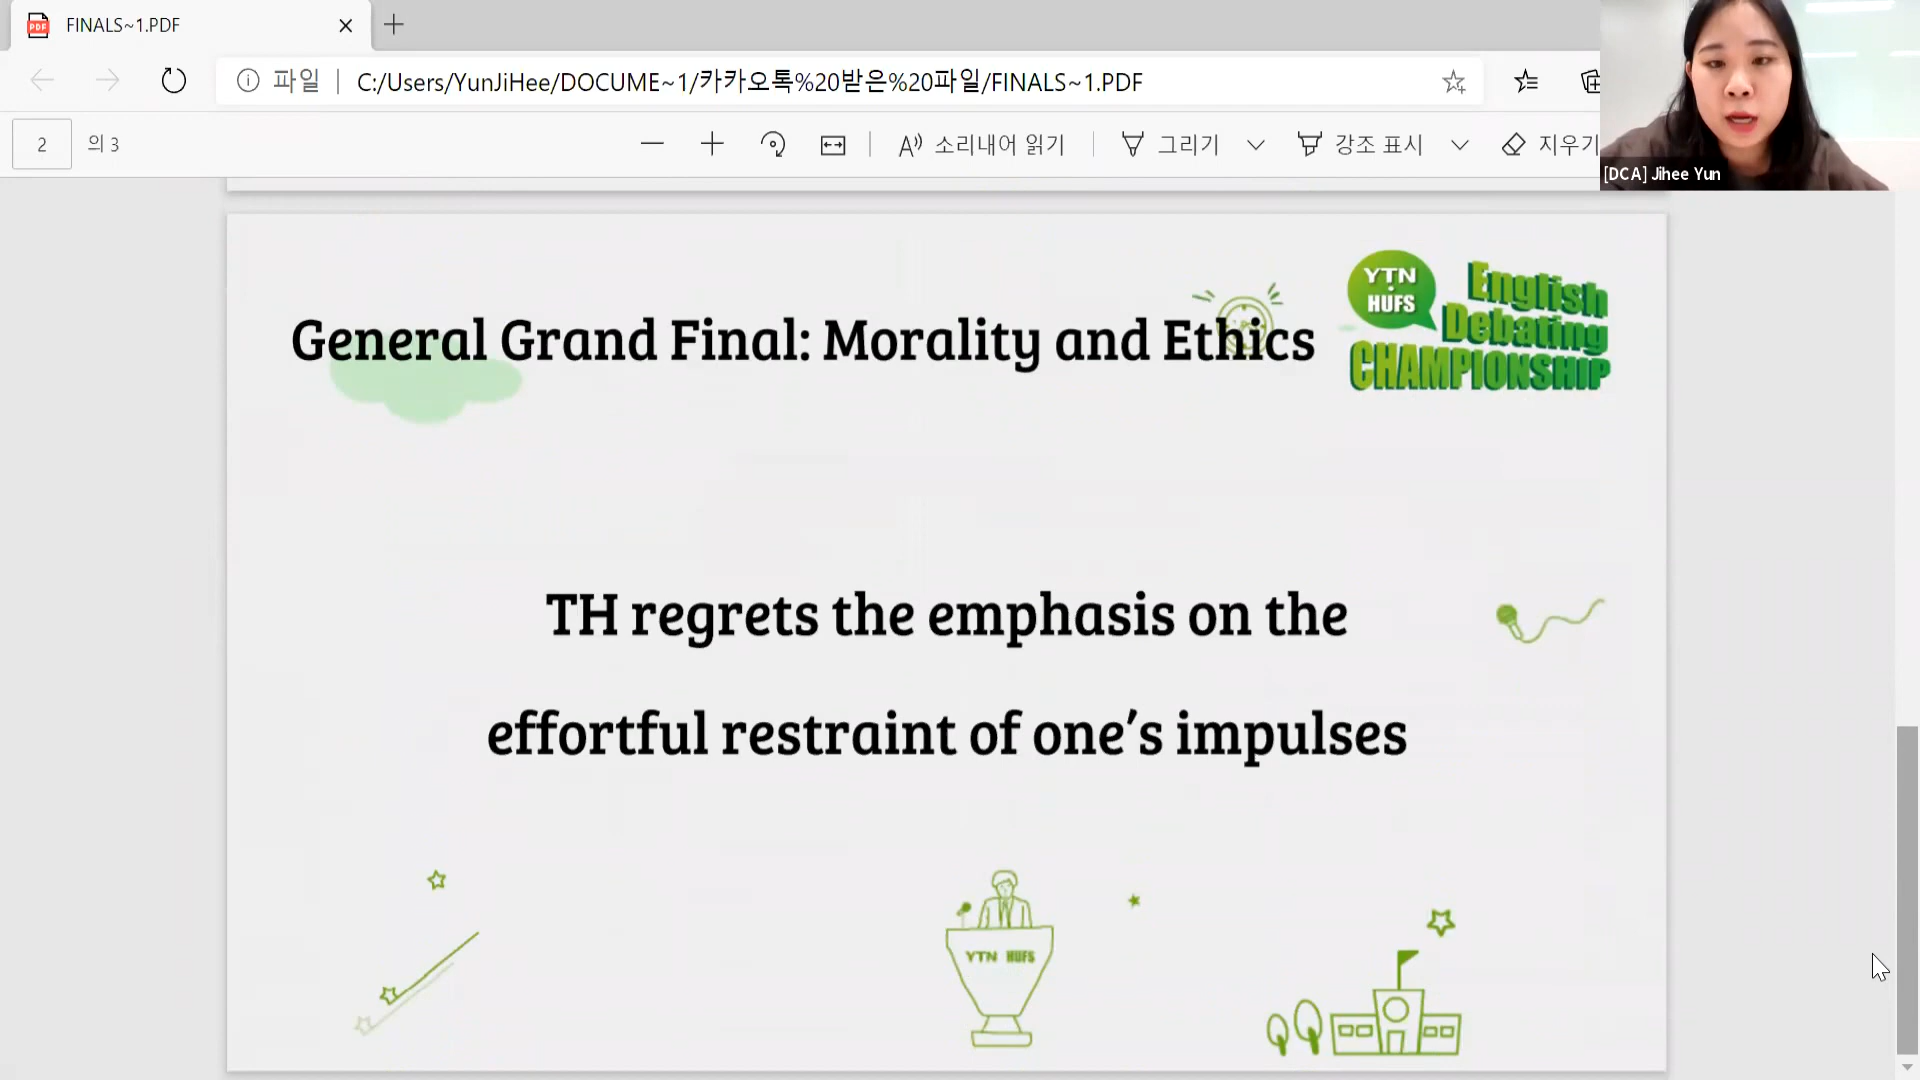 FINALS~1.PDF
파일 | C:/Users/YunJiHee/DOCUME~1/카카오톡%20받은%20파일/FINALS~1.PDF
2 의 3
소리내어 읽기
그리기
강조 표시
지우기
[DCA] Jihee Yun
General Grand Final: Morality and Ethics
YTN
HUFS
English
Debating
CHAMPIONSHIP
TH regrets the emphasis on the
effortful restraint of one’s impulses
YTN HUFS